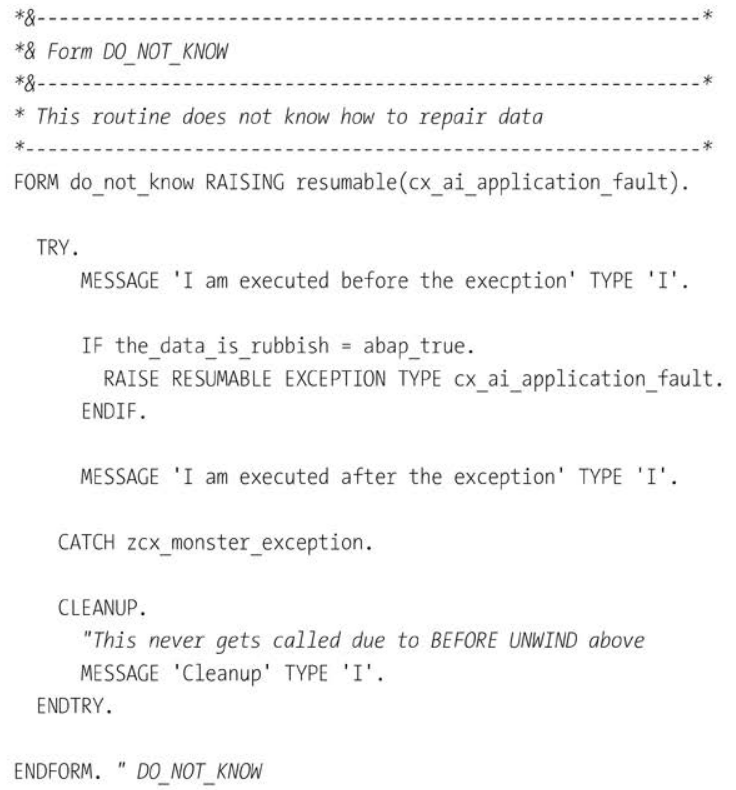 *&---------------------------------------------------------------*
*& Form DO_NOT_KNOW
*&---------------------------------------------------------------*
* This routine does not know how to repair data
*----------------------------------------------------------------*
FORM do_not_know RAISING resumable(cx_ai_application_fault).
TRY.
MESSAGE 'I am executed before the execption' TYPE 'I'.
IF the_data_is_rubbish = abap_true.
RAISE RESUMABLE EXCEPTION TYPE cx_ai_application_fault.
ENDIF.
MESSAGE 'I am executed after the exception' TYPE 'I'.
CATCH zcx_monster_exception.
CLEANUP.
"This never gets called due to BEFORE UNWIND above
MESSAGE 'Cleanup' TYPE 'I'.
ENDTRY.
ENDFORM. " DO_NOT_KNOW